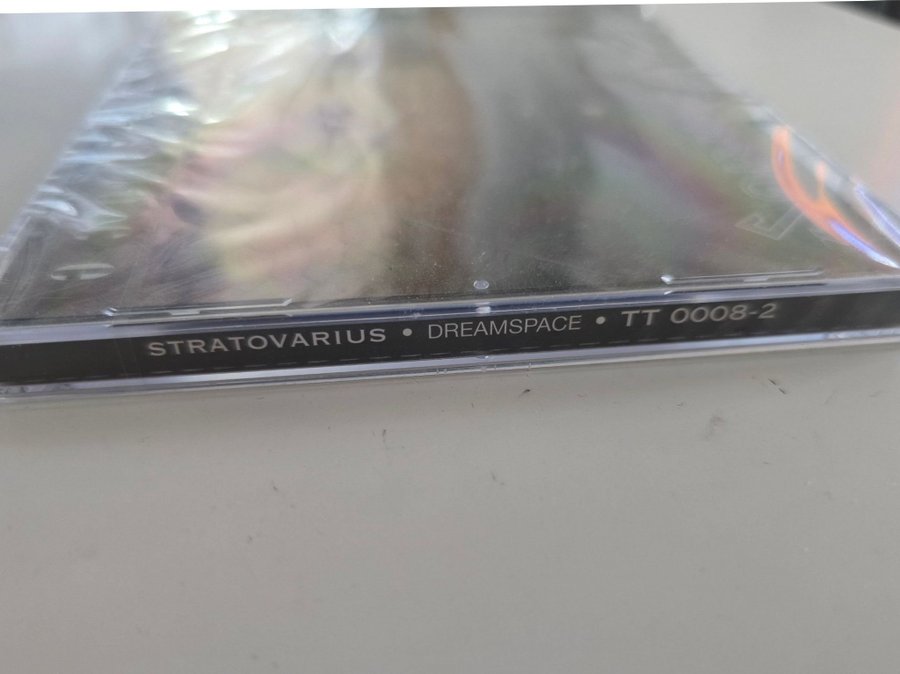 STRATOVARIUS • DREAMSPACE • TT 0008-2